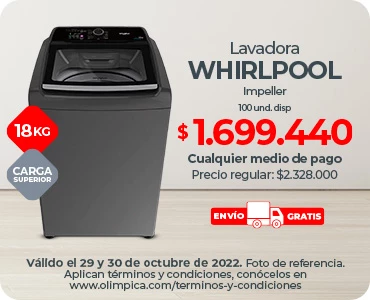 Lavadora
WHIRLPOOL
Impeller
100 und. disp
$1.699.440
Cualquier medio de pago
Precio regular: $2.328.000
18KG
CARGA
SUPERIOR
ENVÍO GRATIS
Válido el 29 y 30 de octubre de 2022. Foto de referencia.
Aplican términos y condiciones, conócelos en
www.olimpica.com/terminos-y-condiciones